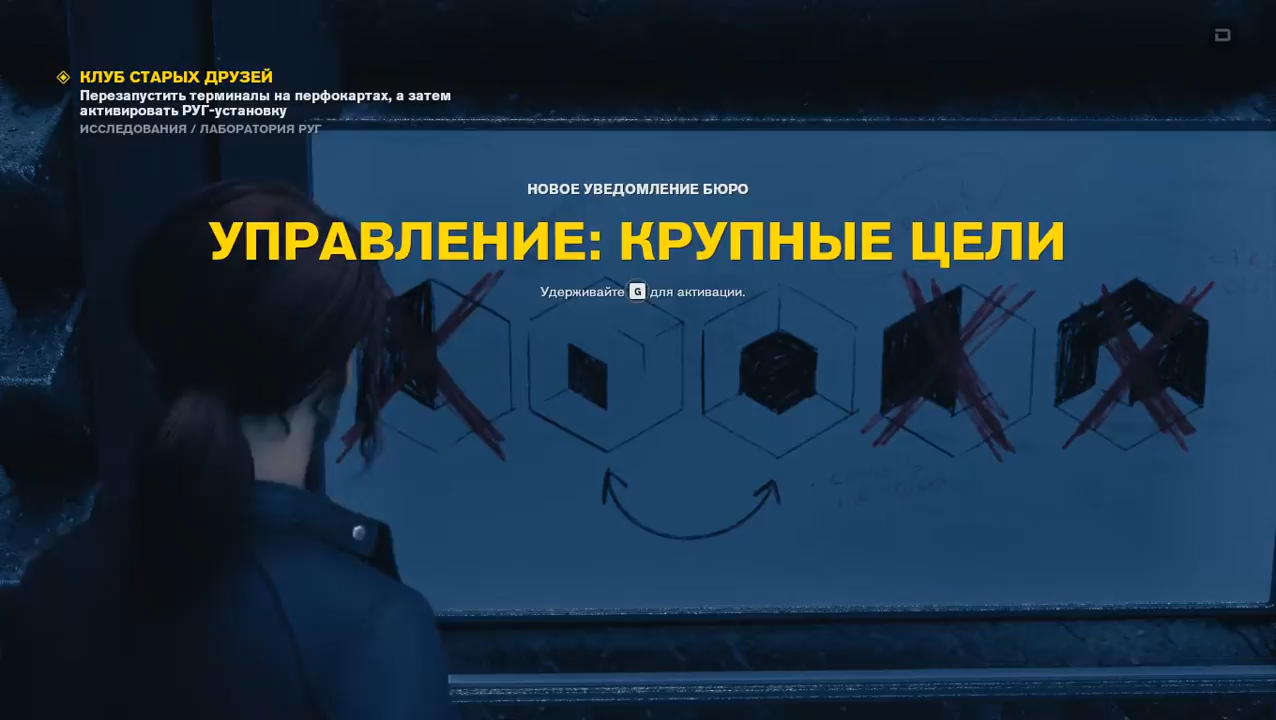 КЛУБ СТАРЫХ ДРУЗЕЙ
Перезапустить терминалы на перфокартах, а затем
активировать РУГ-установку
ИССЛЕДОВАНИЯ / ЛАБОРАТОРИЯ РУГ
НОВОЕ УВЕДОМЛЕНИЕ БЮРО
УПРАВЛЕНИЕ: КРУПНЫЕ ЦЕЛИ
Удерживайте G для активации.